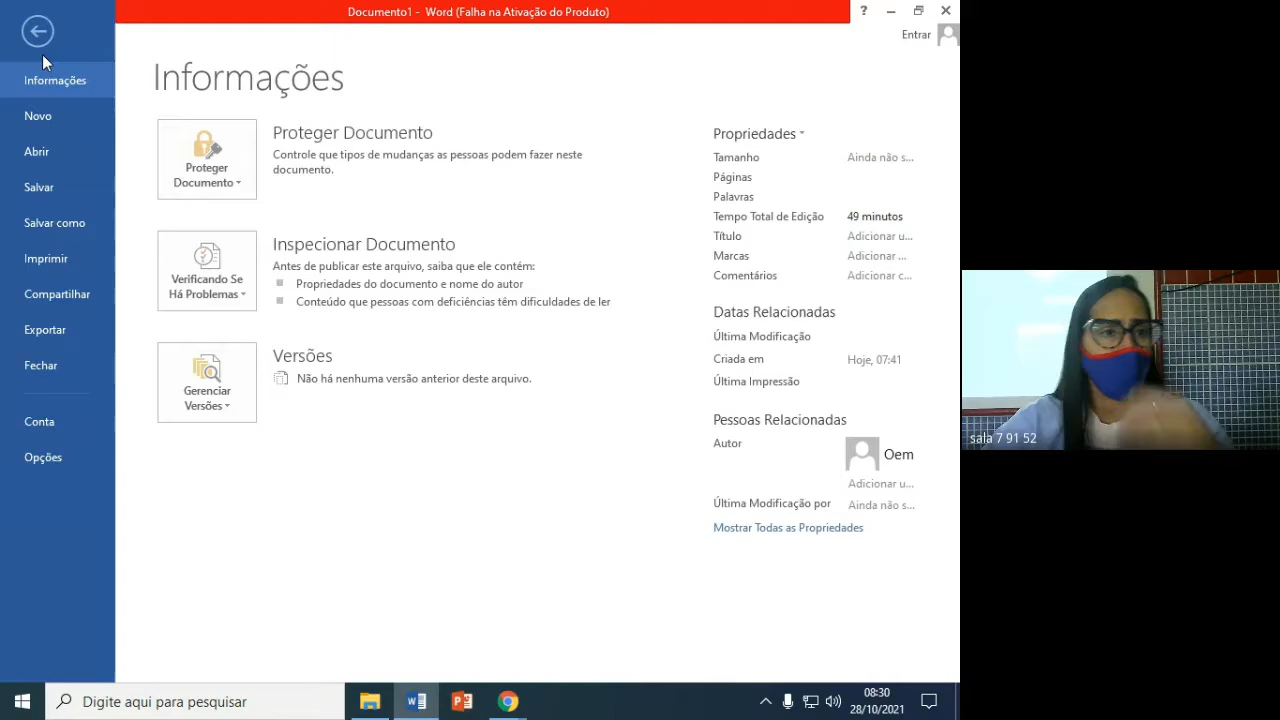 Documento1 - Word (Falha na Ativação do Produto)
?
Entrar
Informações
Novo
Abrir
Salvar
Salvar como
Imprimir
Compartilhar
Exportar
Fechar
Conta
Opções
Informações
Proteger Documento
Proteger Documento
Controle que tipos de mudanças as pessoas podem fazer neste
documento.
Verificando Se
Há Problemas
Inspecionar Documento
Antes de publicar este arquivo, saiba que ele contém:
Propriedades do documento e nome do autor
Conteúdo que pessoas com deficiências têm dificuldades de ler
Gerenciar
Versões
Versões
Não há nenhuma versão anterior deste arquivo.
Propriedades
Tamanho Ainda não s...
Páginas
Palavras
Tempo Total de Edição 49 minutos
Título Adicionar u...
Marcas Adicionar ...
Comentários Adicionar c...
Datas Relacionadas
Última Modificação
Criada em Hoje, 07:41
Última Impressão
Pessoas Relacionadas
Autor Oem
Adicionar u...
Última Modificação por Ainda não s...
Mostrar Todas as Propriedades
sala 7 91 52
Digite aqui para pesquisar
08:30
28/10/2021